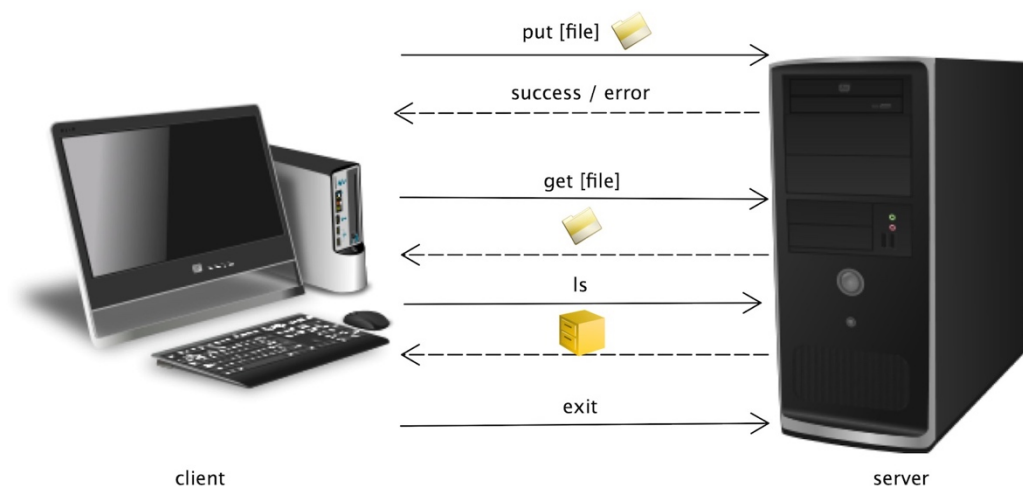 put [file]
success / error
get [file]
ls
exit
client
server